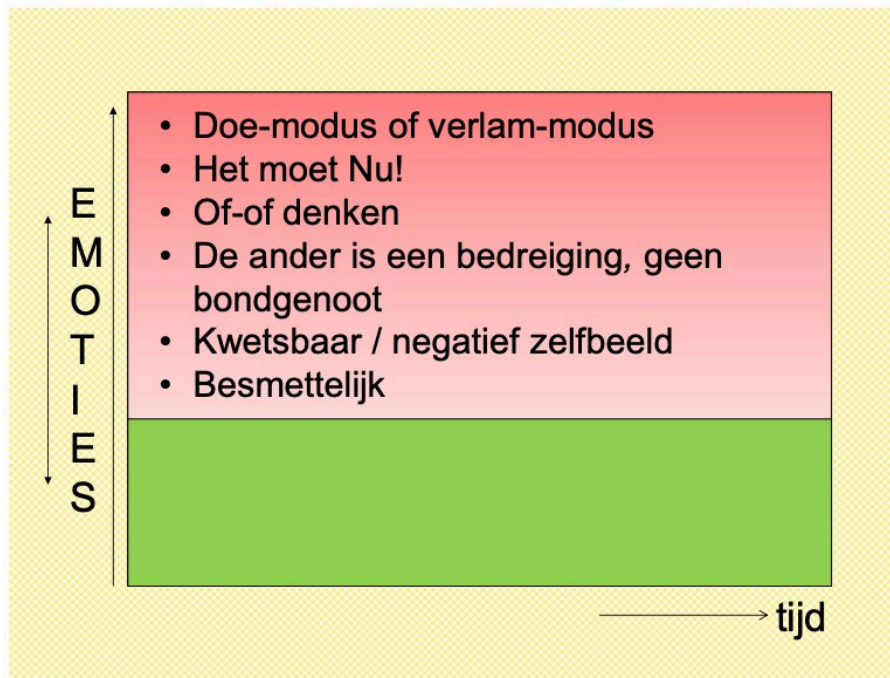 EMOTIES
• Doe-modus of verlam-modus
• Het moet Nu!
• Of-of denken
• De ander is een bedreiging, geen
bondgenoot
• Kwetsbaar / negatief zelfbeeld
• Besmettelijk
tijd